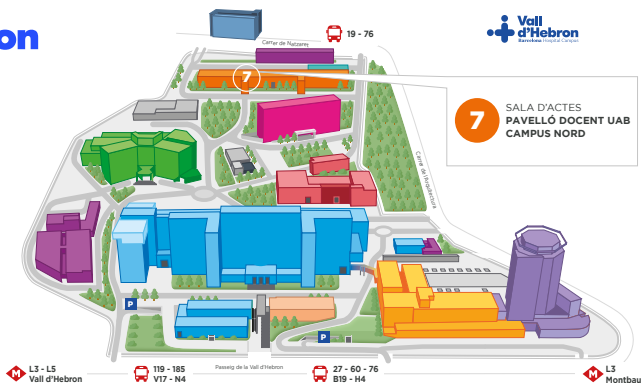 on
19 - 76
Vall
d'Hebron
Barcelona Hospital Campus
Carrer de Natzaret
7
7
SALA D'ACTES
PAVELLÓ DOCENT UAB
CAMPUS NORD
Carrer de l'Arquitectura
P
P
Passeig de la Vall d'Hebron
M
L3 - L5
Vall d'Hebron
119 - 185
V17 - N4
27 - 60 - 76
B19 - H4
M
L3
Montbau